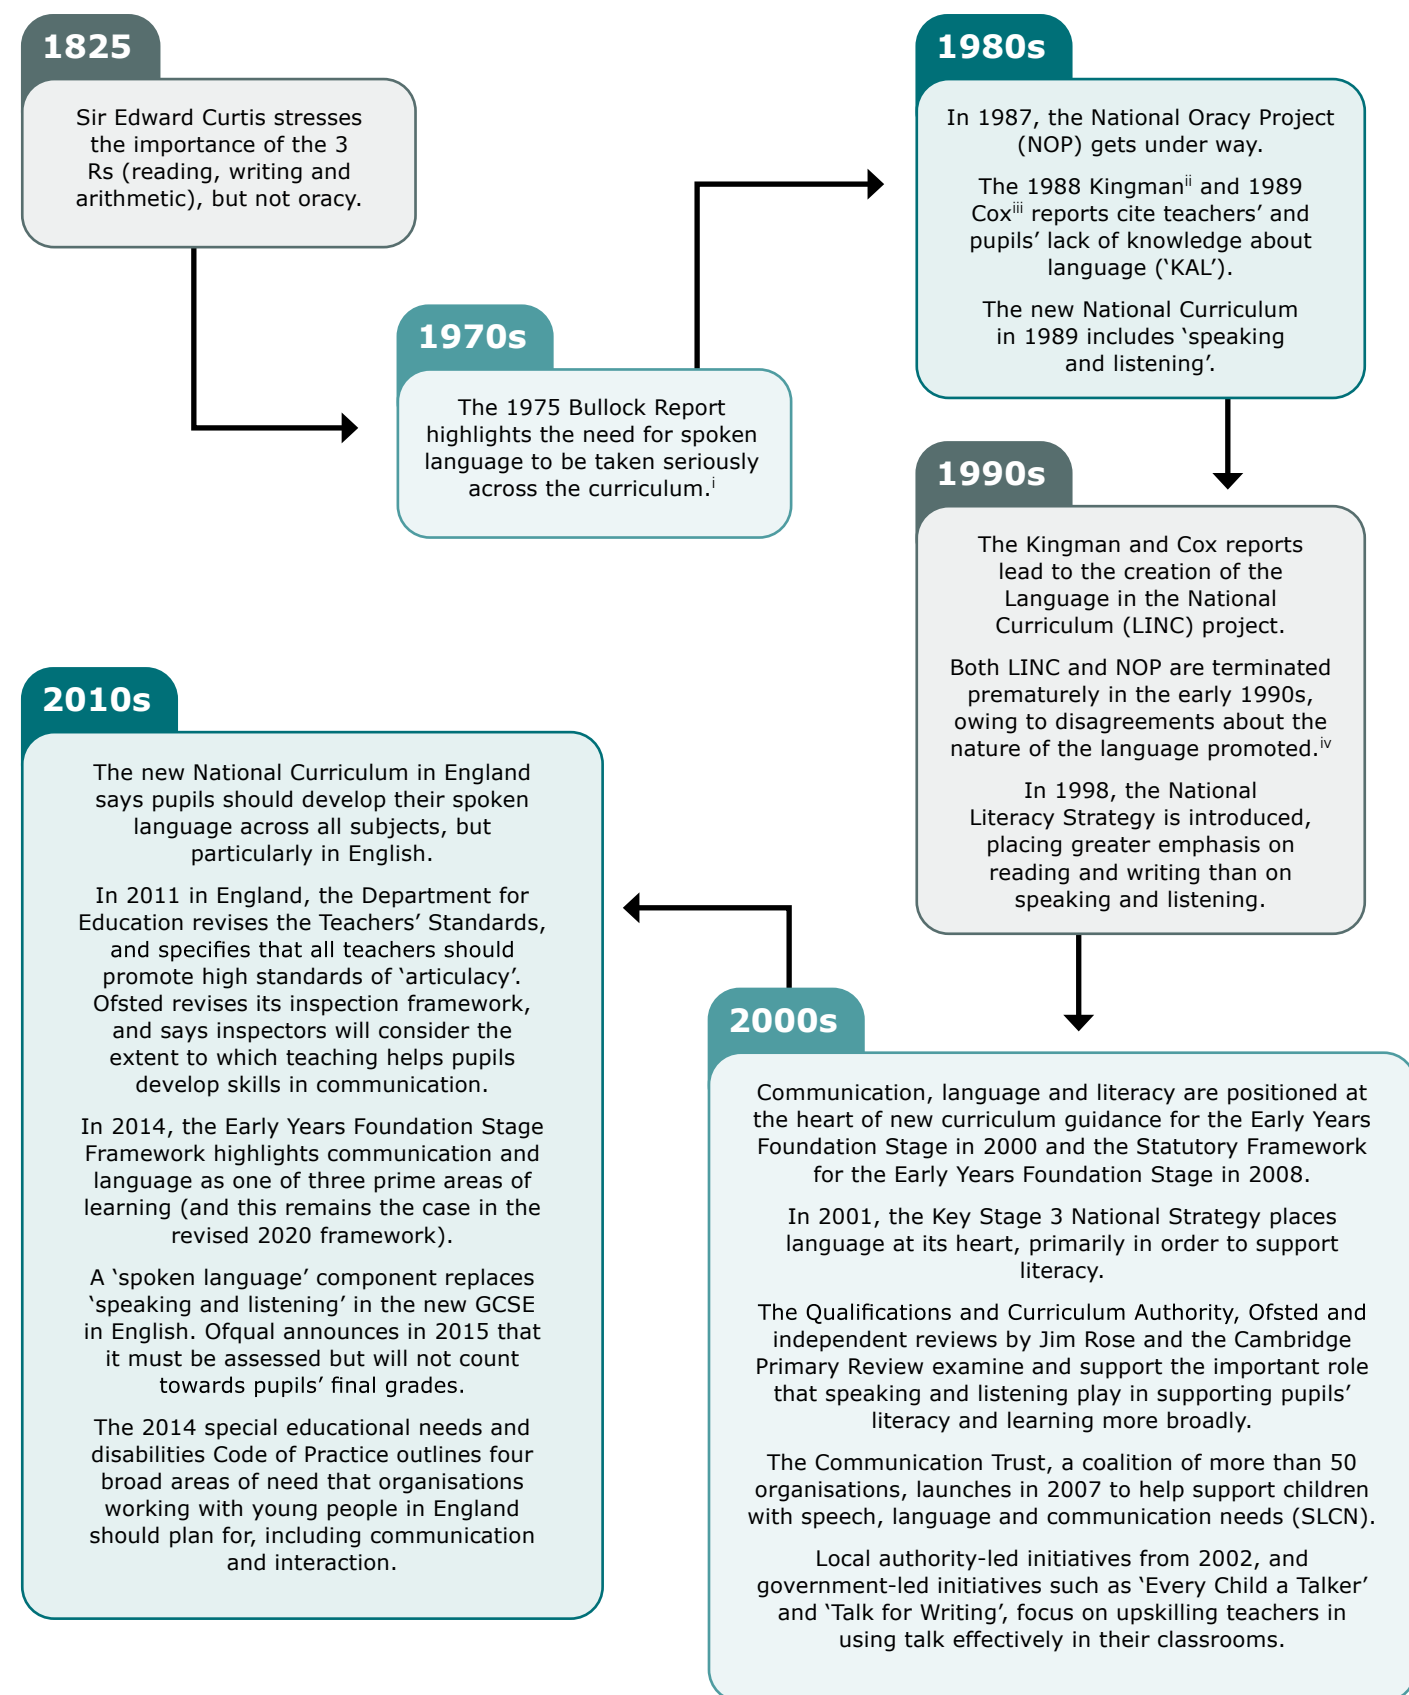 1825
Sir Edward Curtis stresses
the importance of the 3
Rs (reading, writing and
arithmetic), but not oracy.
1970s
The 1975 Bullock Report
highlights the need for spoken
language to be taken seriously
across the curriculum.i
1980s
In 1987, the National Oracy Project
(NOP) gets under way.
The 1988 Kingmanii and 1989
Coxiii reports cite teachers’ and
pupils’ lack of knowledge about
language (‘KAL’).
The new National Curriculum
in 1989 includes ‘speaking
and listening’.
1990s
The Kingman and Cox reports
lead to the creation of the
Language in the National
Curriculum (LINC) project.
Both LINC and NOP are terminated
prematurely in the early 1990s,
owing to disagreements about the
nature of the language promoted.iv
In 1998, the National
Literacy Strategy is introduced,
placing greater emphasis on
reading and writing than on
speaking and listening.
2000s
Communication, language and literacy are positioned at
the heart of new curriculum guidance for the Early Years
Foundation Stage in 2000 and the Statutory Framework
for the Early Years Foundation Stage in 2008.
In 2001, the Key Stage 3 National Strategy places
language at its heart, primarily in order to support
literacy.
The Qualifications and Curriculum Authority, Ofsted and
independent reviews by Jim Rose and the Cambridge
Primary Review examine and support the important role
that speaking and listening play in supporting pupils’
literacy and learning more broadly.
The Communication Trust, a coalition of more than 50
organisations, launches in 2007 to help support children
with speech, language and communication needs (SLCN).
Local authority-led initiatives from 2002, and
government-led initiatives such as ‘Every Child a Talker’
and ‘Talk for Writing’, focus on upskilling teachers in
using talk effectively in their classrooms.
2010s
The new National Curriculum in England
says pupils should develop their spoken
language across all subjects, but
particularly in English.
In 2011 in England, the Department for
Education revises the Teachers’ Standards,
and specifies that all teachers should
promote high standards of ‘articulacy’.
Ofsted revises its inspection framework,
and says inspectors will consider the
extent to which teaching helps pupils
develop skills in communication.
In 2014, the Early Years Foundation Stage
Framework highlights communication and
language as one of three prime areas of
learning (and this remains the case in the
revised 2020 framework).
A ‘spoken language’ component replaces
‘speaking and listening’ in the new GCSE
in English. Ofqual announces in 2015 that
it must be assessed but will not count
towards pupils’ final grades.
The 2014 special educational needs and
disabilities Code of Practice outlines four
broad areas of need that organisations
working with young people in England
should plan for, including communication
and interaction.